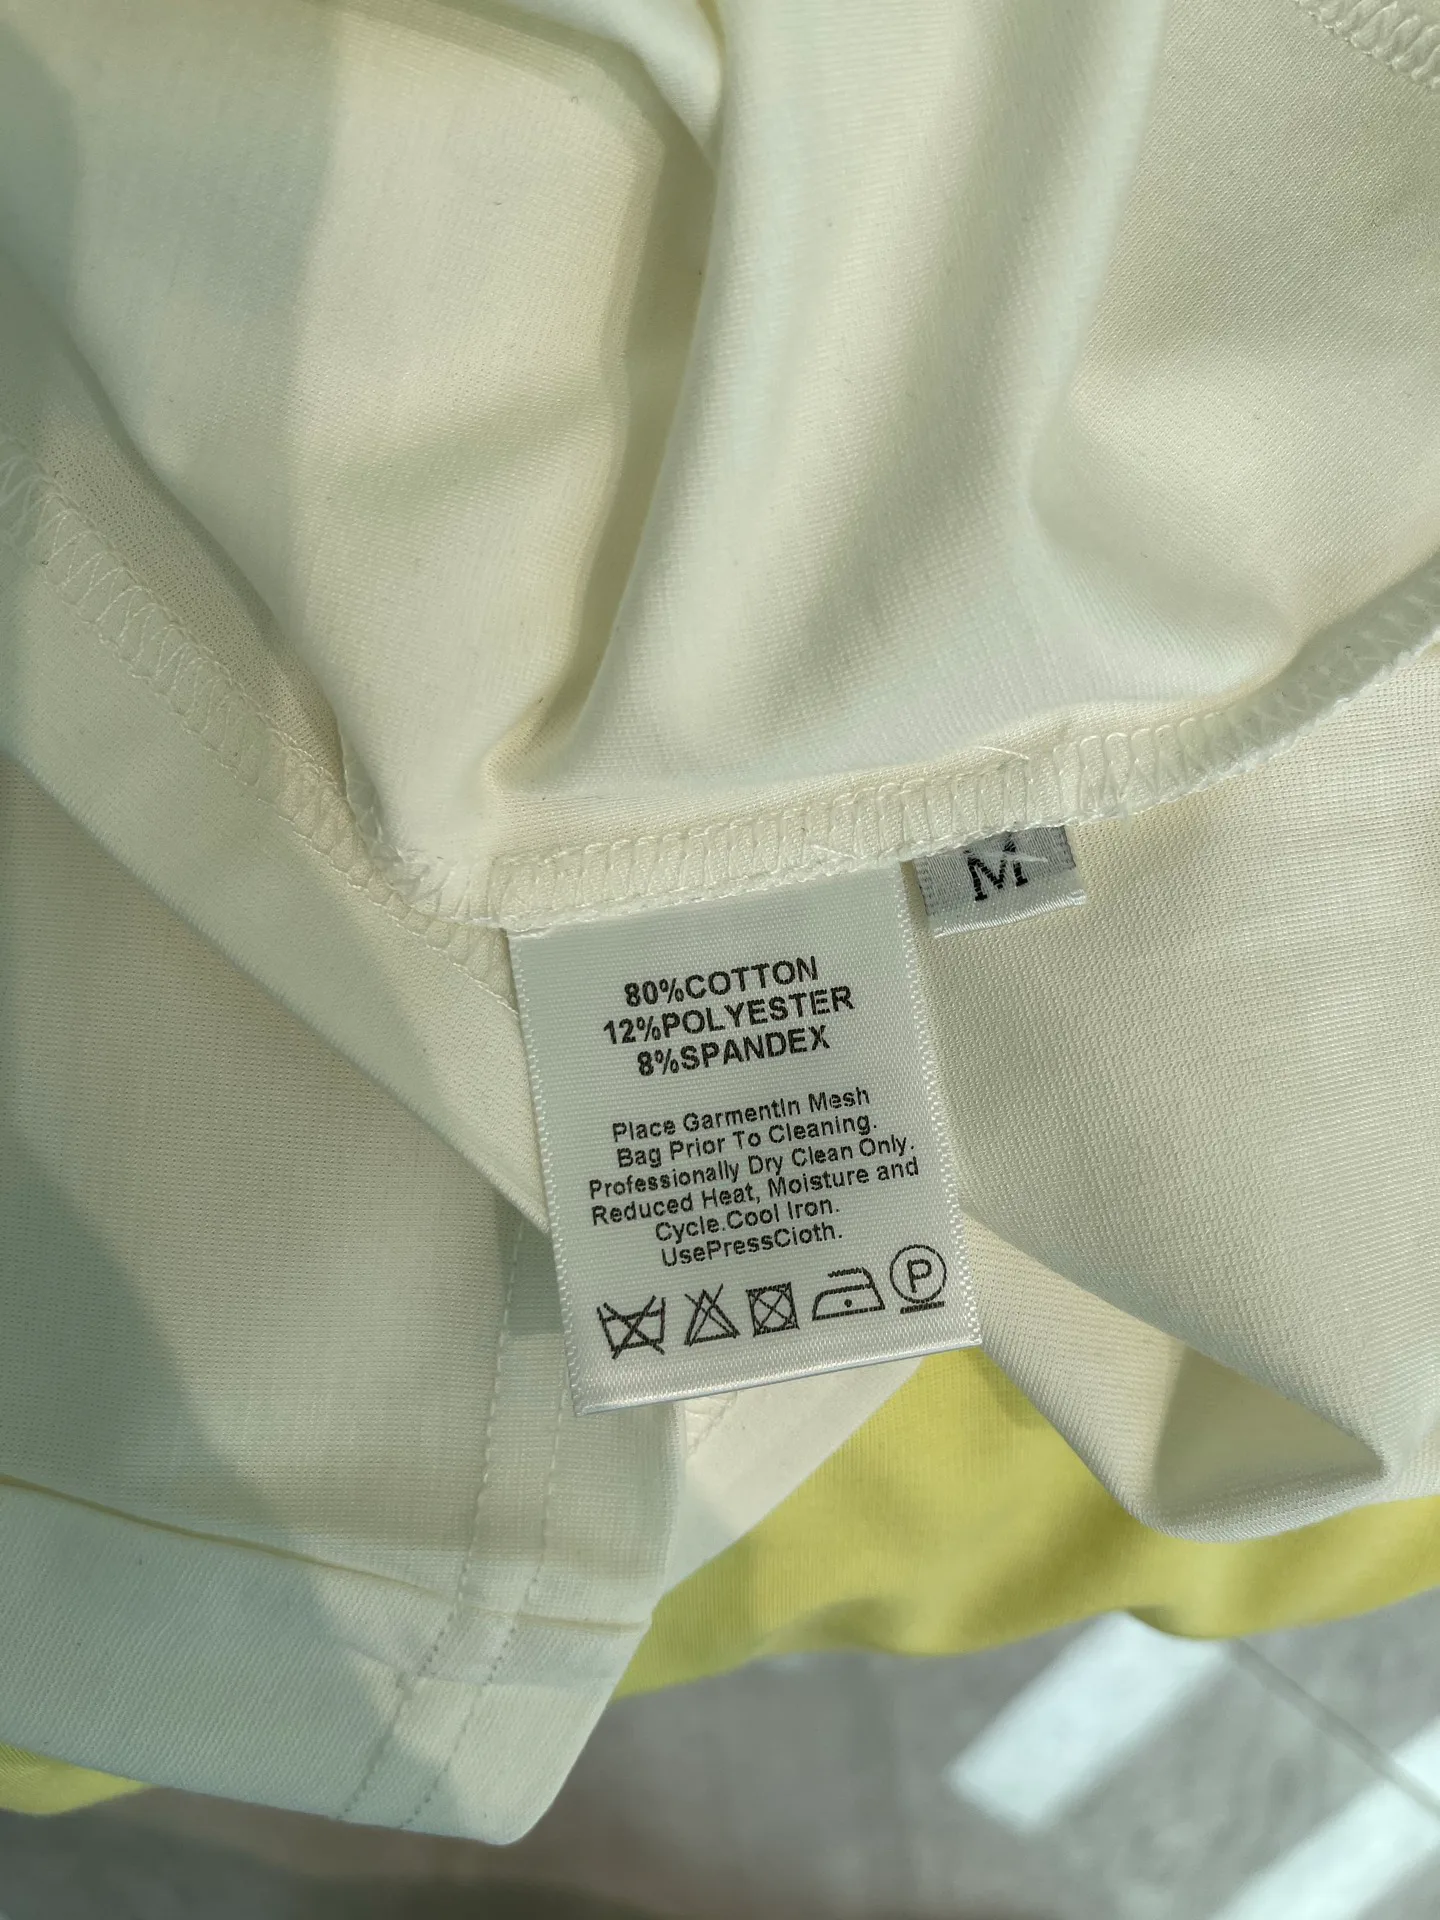 M
80%COTTON
12%POLYESTER
8%SPANDEX
Place GarmentIn Mesh
Bag Prior To Cleaning.
Professionally Dry Clean Only.
Reduced Heat, Moisture and
Cycle.Cool Iron.
UsePressCioth.
P